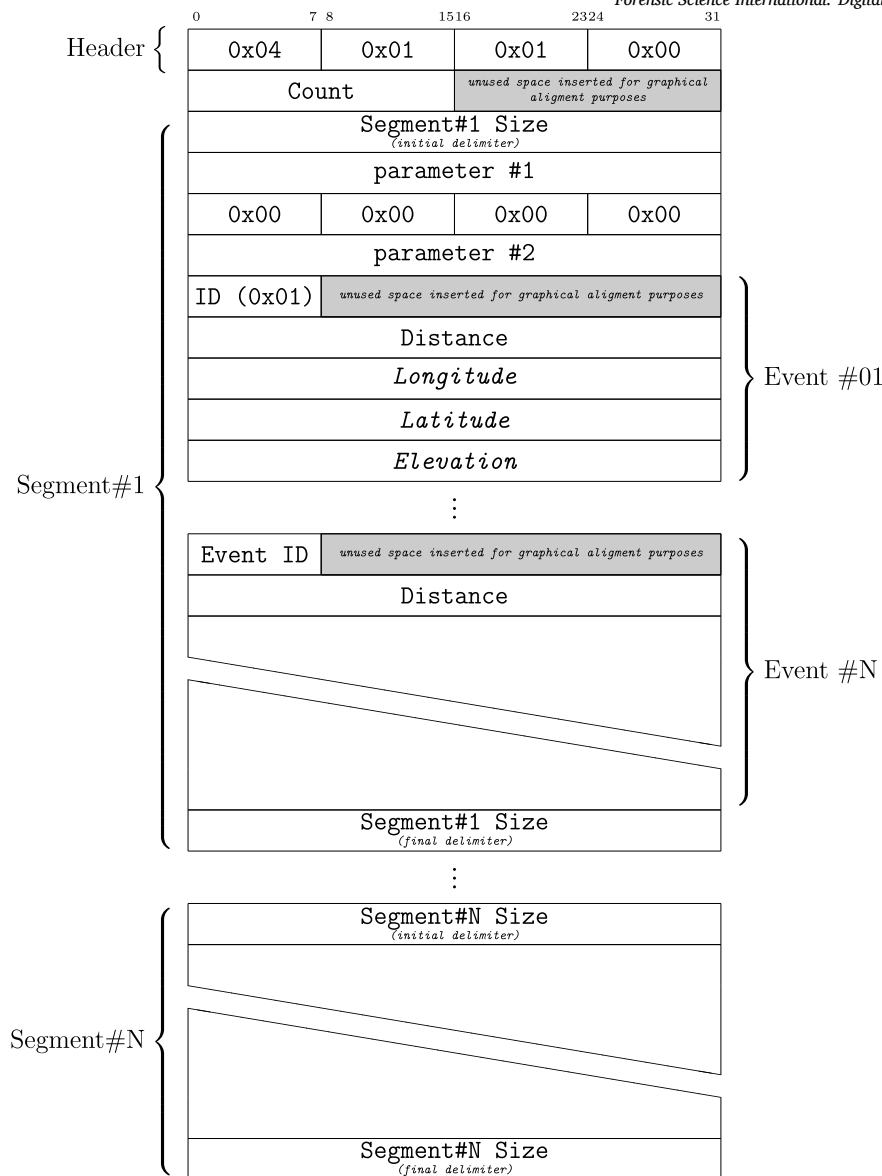 Forensic Science International: Digital
0 7 8 1516 2324 31
Header 0x04 0x01 0x01 0x00
Count unused space inserted for graphical
aligment purposes
Segment#1 Size
(initial delimiter)
parameter #1
0x00 0x00 0x00 0x00
parameter #2
ID (0x01) unused space inserted for graphical aligment purposes
Distance
Longitude Event #01
Latitude
Elevation
Segment#1
Event ID unused space inserted for graphical aligment purposes
Distance
Event #N
Segment#1 Size
(final delimiter)
Segment#N Size
(initial delimiter)
Segment#N
Segment#N Size
(final delimiter)